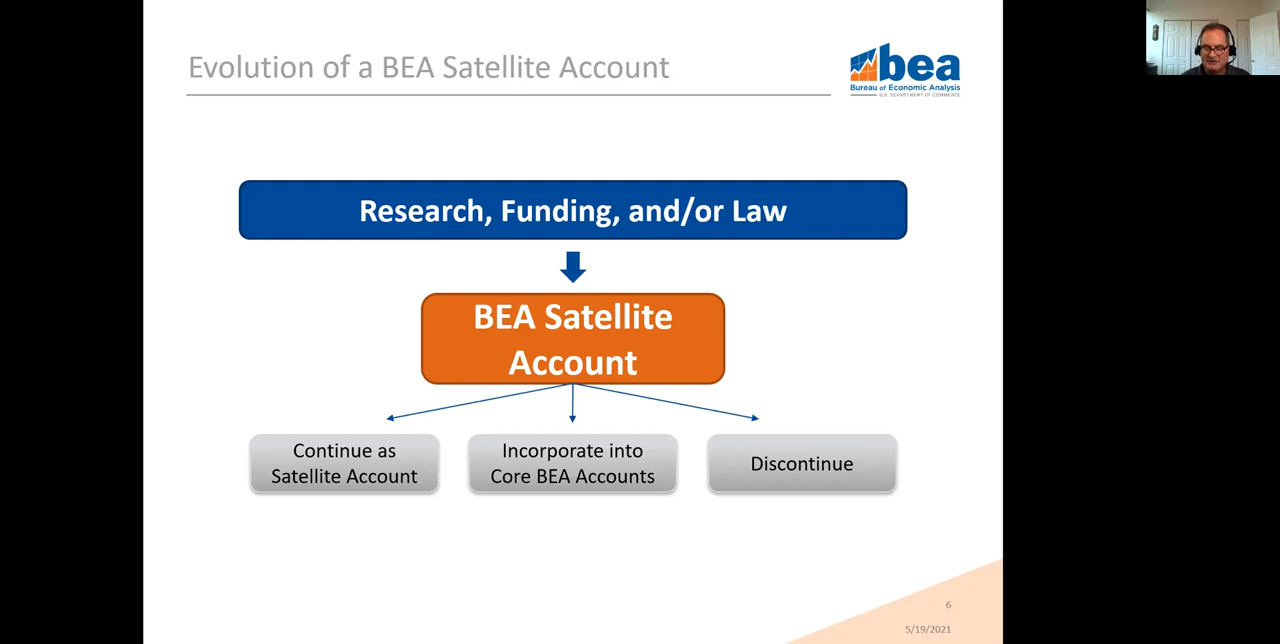 Evolution of a BEA Satellite Account
bea
Bureau of Economic Analysis
U.S. DEPARTMENT OF COMMERCE
Research, Funding, and/or Law
BEA Satellite
Account
Continue as
Satellite Account
Incorporate into
Core BEA Accounts
Discontinue
6
5/19/2021